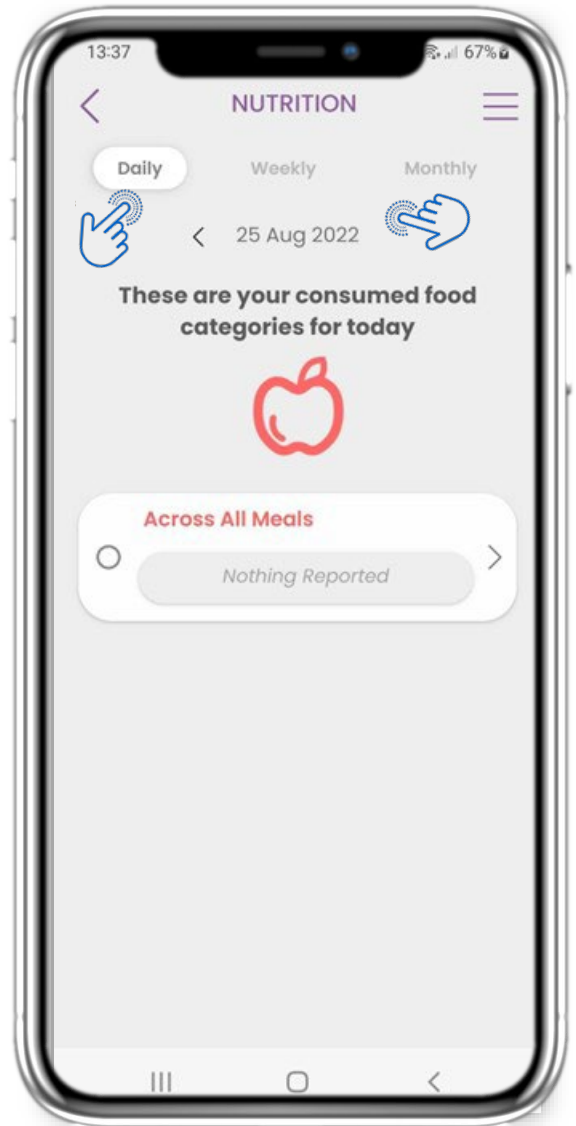 13:37 67%
NUTRITION
Daily Weekly Monthly
25 Aug 2022
These are your consumed food
categories for today
Across All Meals
Nothing Reported